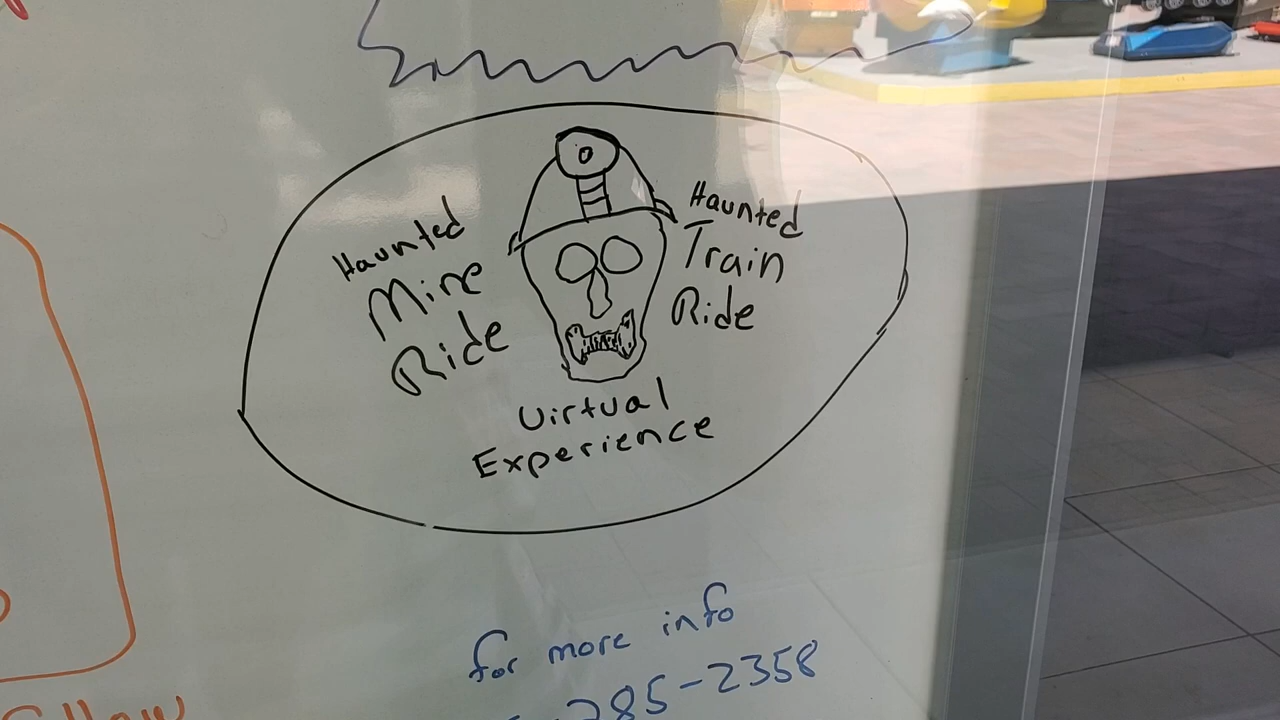 Haunted
Mine
Ride
Haunted
Train
Ride
Virtual
Experience
for more info
285-2358